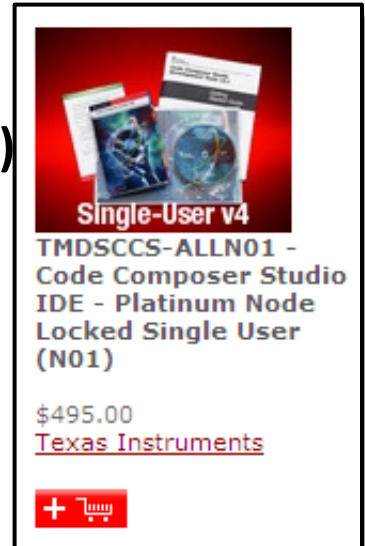 )
Single-User v4
TMDSCCS-ALLN01 -
Code Composer Studio
IDE - Platinum Node
Locked Single User
(N01)
$495.00
Texas Instruments
+